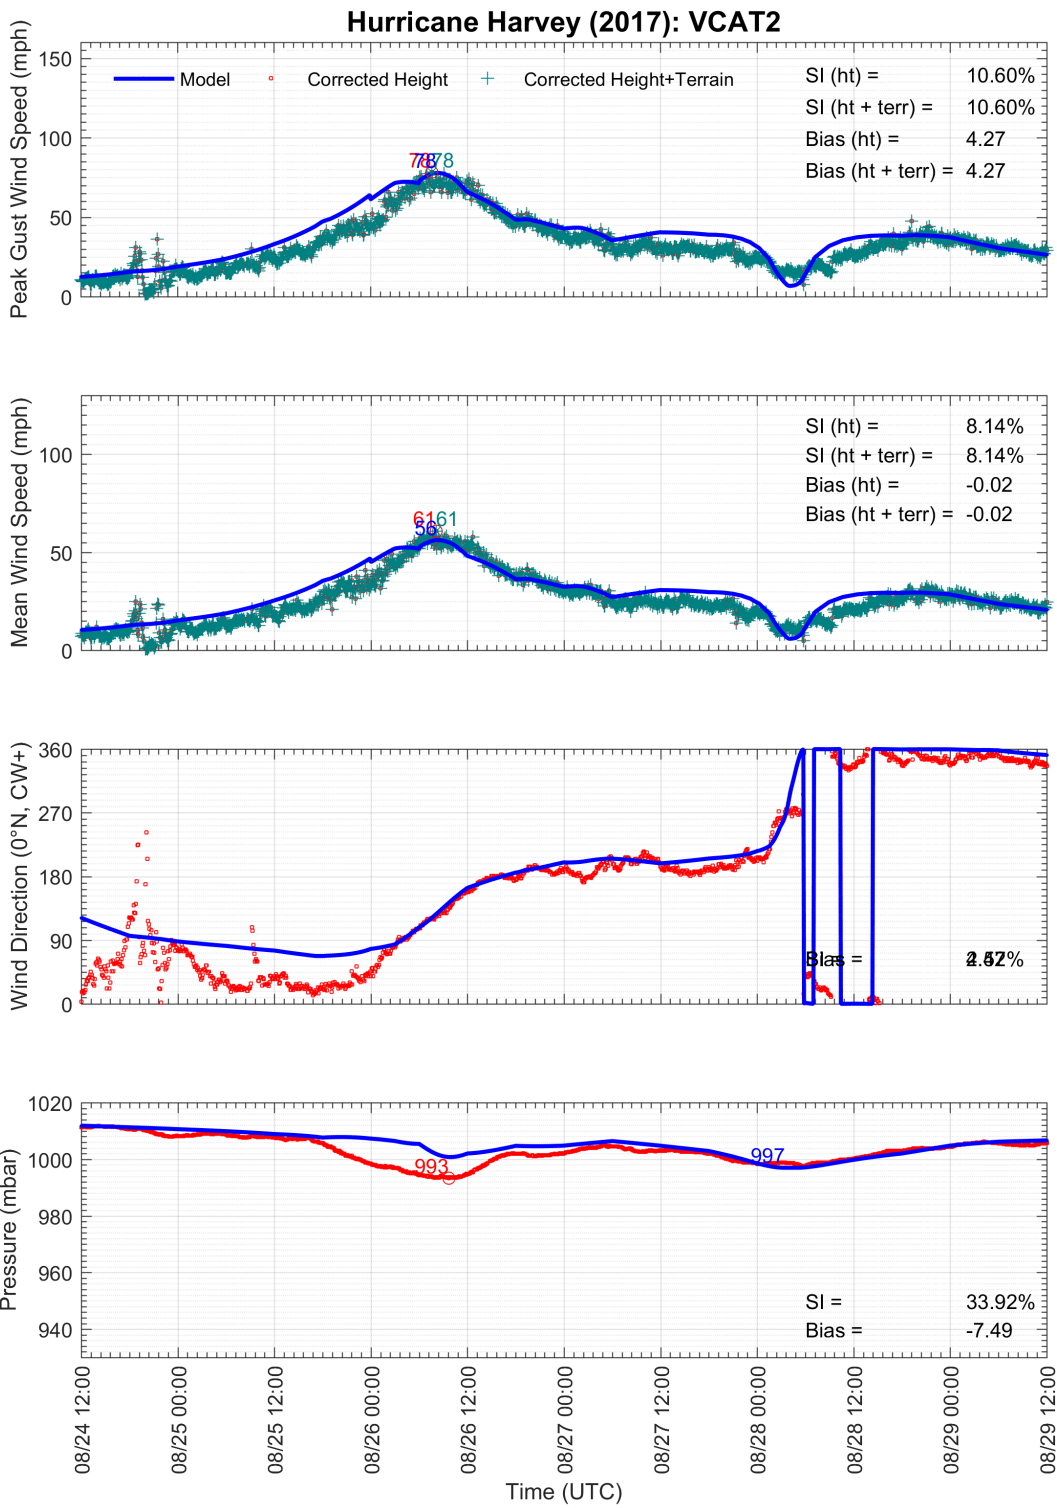 Hurricane Harvey (2017): VCAT2
Peak Gust Wind Speed (mph)
150
100
50
0
Model
Corrected Height
Corrected Height+Terrain
SI (ht) = 10.60%
SI (ht + terr) = 10.60%
Bias (ht) = 4.27
Bias (ht + terr) = 4.27
78
78
78
Mean Wind Speed (mph)
100
50
0
SI (ht) = 8.14%
SI (ht + terr) = 8.14%
Bias (ht) = -0.02
Bias (ht + terr) = -0.02
61
56
61
Wind Direction (0°N, CW+)
360
270
180
90
0
Bias =
Pressure (mbar)
1020
1000
980
960
940
993
997
SI = 33.92%
Bias = -7.49
08/24 12:00
08/25 00:00
08/25 12:00
08/26 00:00
08/26 12:00
08/27 00:00
08/27 12:00
08/28 00:00
08/28 12:00
08/29 00:00
08/29 12:00
Time (UTC)